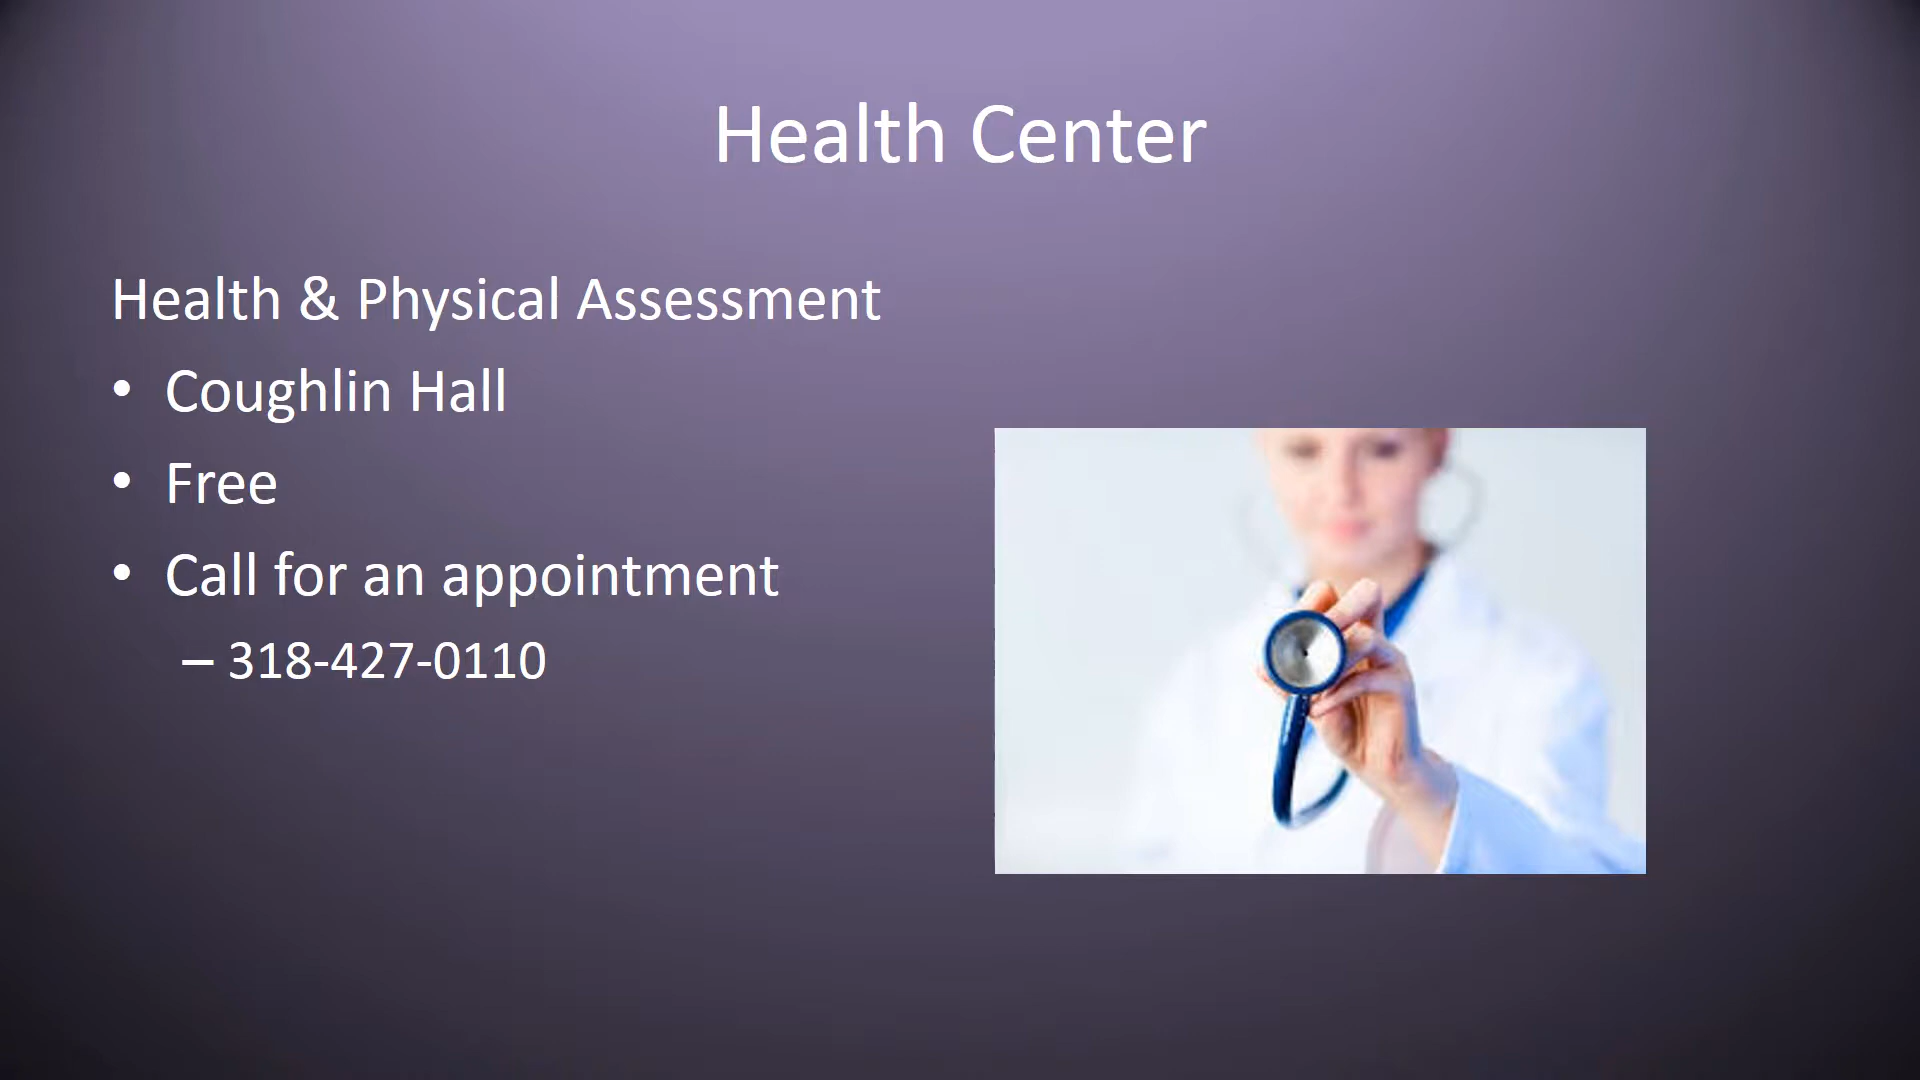 Health Center
Health & Physical Assessment
• Coughlin Hall
• Free
• Call for an appointment
– 318-427-0110